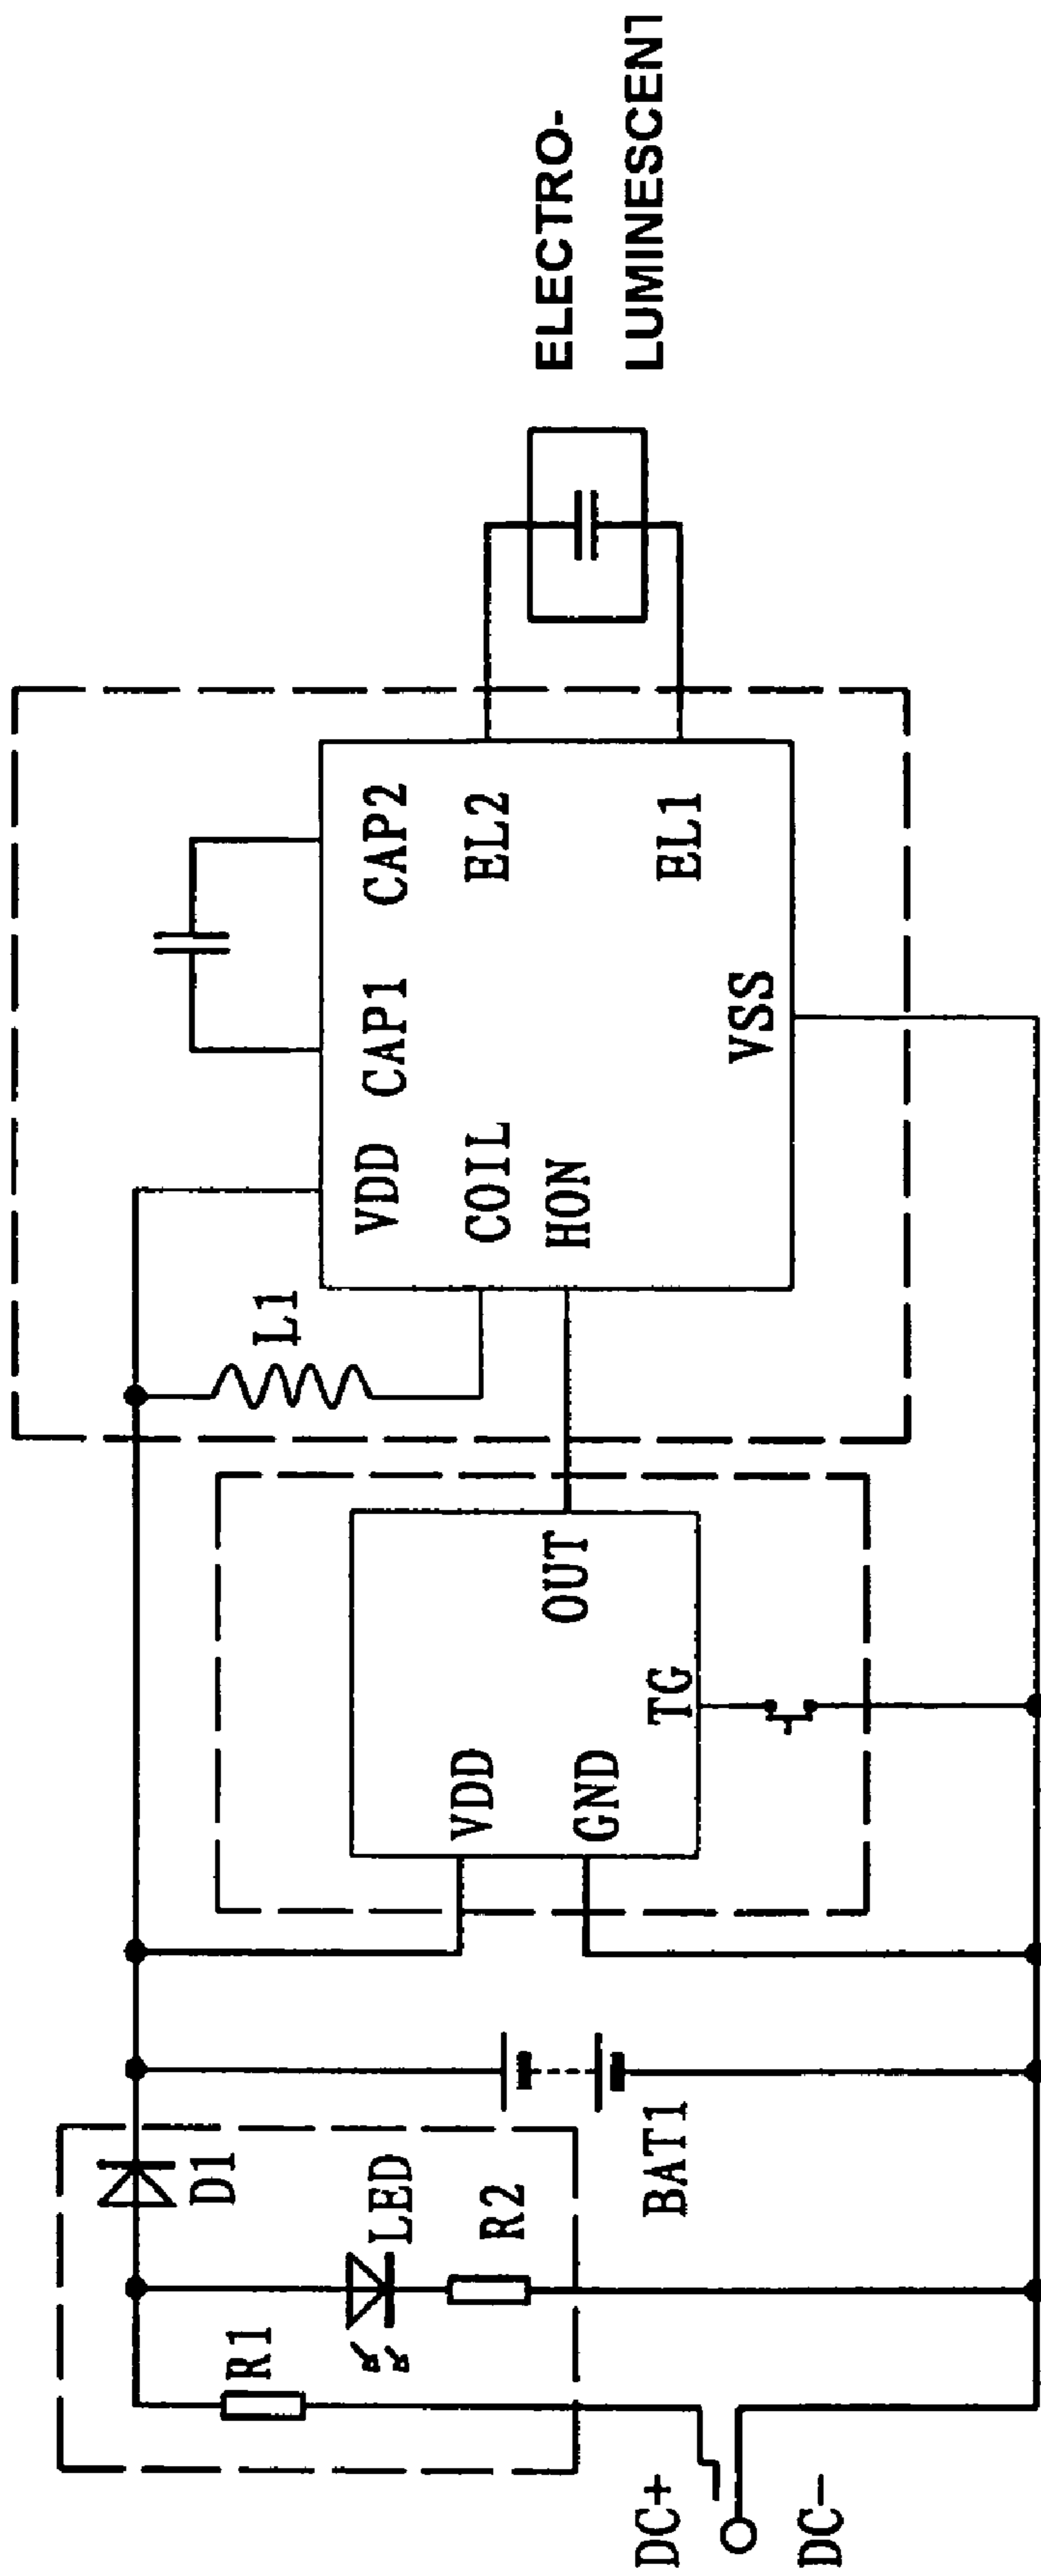 DC+
DC-
R1
LED
R2
D1
BAT1
VDD
GND
TG
OUT
L1
VDD
CAP1
CAP2
COIL
HON
EL2
EL1
VSS
ELECTRO-
LUMINESCENT